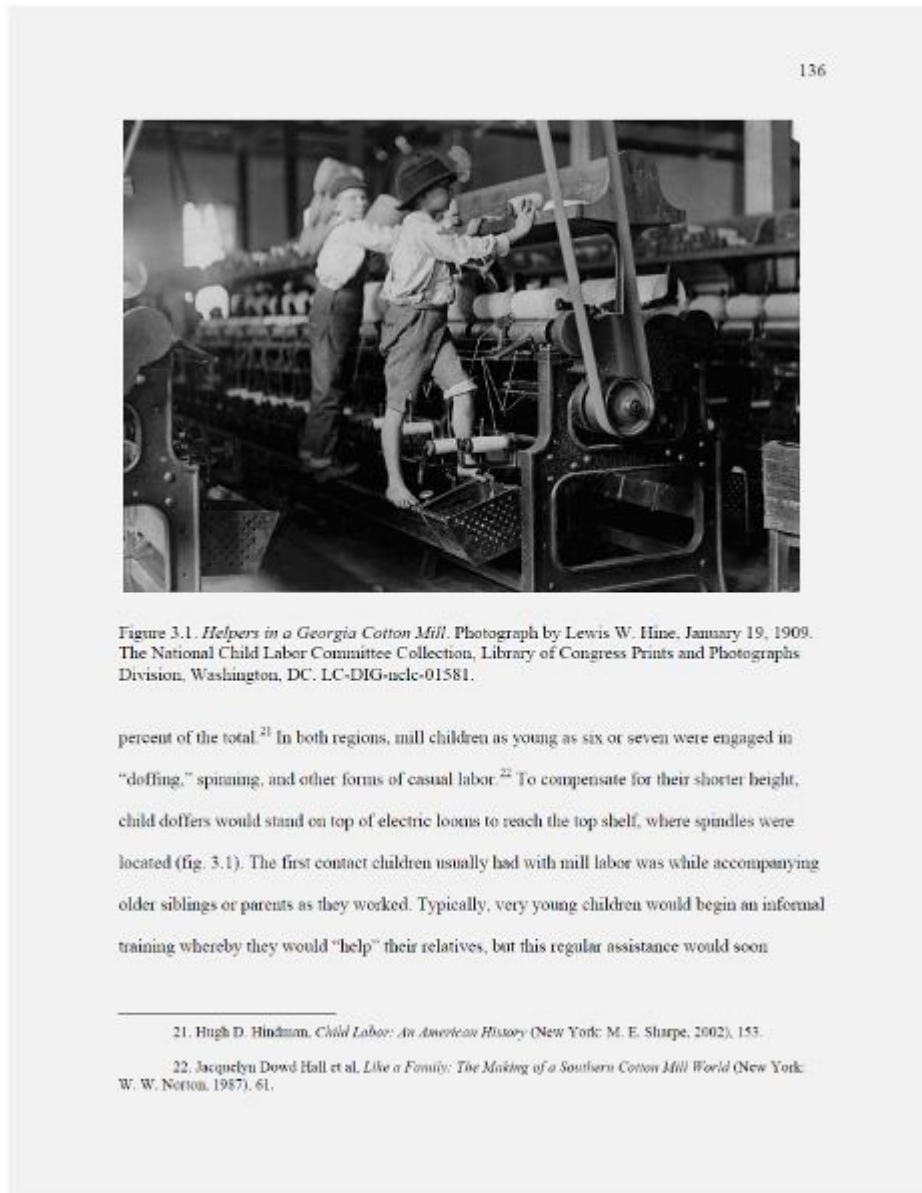 136
Figure 3.1. Helpers in a Georgia Cotton Mill. Photograph by Lewis W. Hine, January 19, 1909.
The National Child Labor Committee Collection, Library of Congress Prints and Photographs
Division, Washington, DC. LC-DIG-nclc-01581.
percent of the total.21 In both regions, mill children as young as six or seven were engaged in
“doffing,” spinning, and other forms of casual labor.22 To compensate for their shorter height,
child doffers would stand on top of electric looms to reach the top shelf, where spindles were
located (fig. 3.1). The first contact children usually had with mill labor was while accompanying
older siblings or parents as they worked. Typically, very young children would begin an informal
training whereby they would “help” their relatives, but this regular assistance would soon
21. Hugh D. Hindman, Child Labor: An American History (New York: M. E. Sharpe, 2002), 153.
22. Jacquelyn Dowd Hall et al, Like a Family: The Making of a Southern Cotton Mill World (New York:
W. W. Norton, 1987), 61.